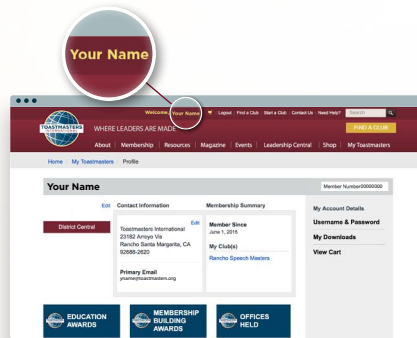 Your Name
Welcome, Your Name Logout Find a Club Start a Club Contact Us Need Help? Search
TOASTMASTERS
INTERNATIONAL
WHERE LEADERS ARE MADE
FIND A CLUB
About Membership Resources Magazine Events Leadership Central Shop My Toastmasters
Home My Toastmasters Profile
Your Name
Member Number00000000
Edit Contact Information Membership Summary
My Account Details
District Central
Edit
Toastmasters International
23182 Arroyo Vis
Rancho Santa Margarita, CA
92688-2620
Primary Email
yname@toastmasters.org
Member Since
June 1, 2015
My Club(s)
Rancho Speech Masters
Username & Password
My Downloads
View Cart
EDUCATION
AWARDS
MEMBERSHIP
BUILDING
AWARDS
OFFICES
HELD